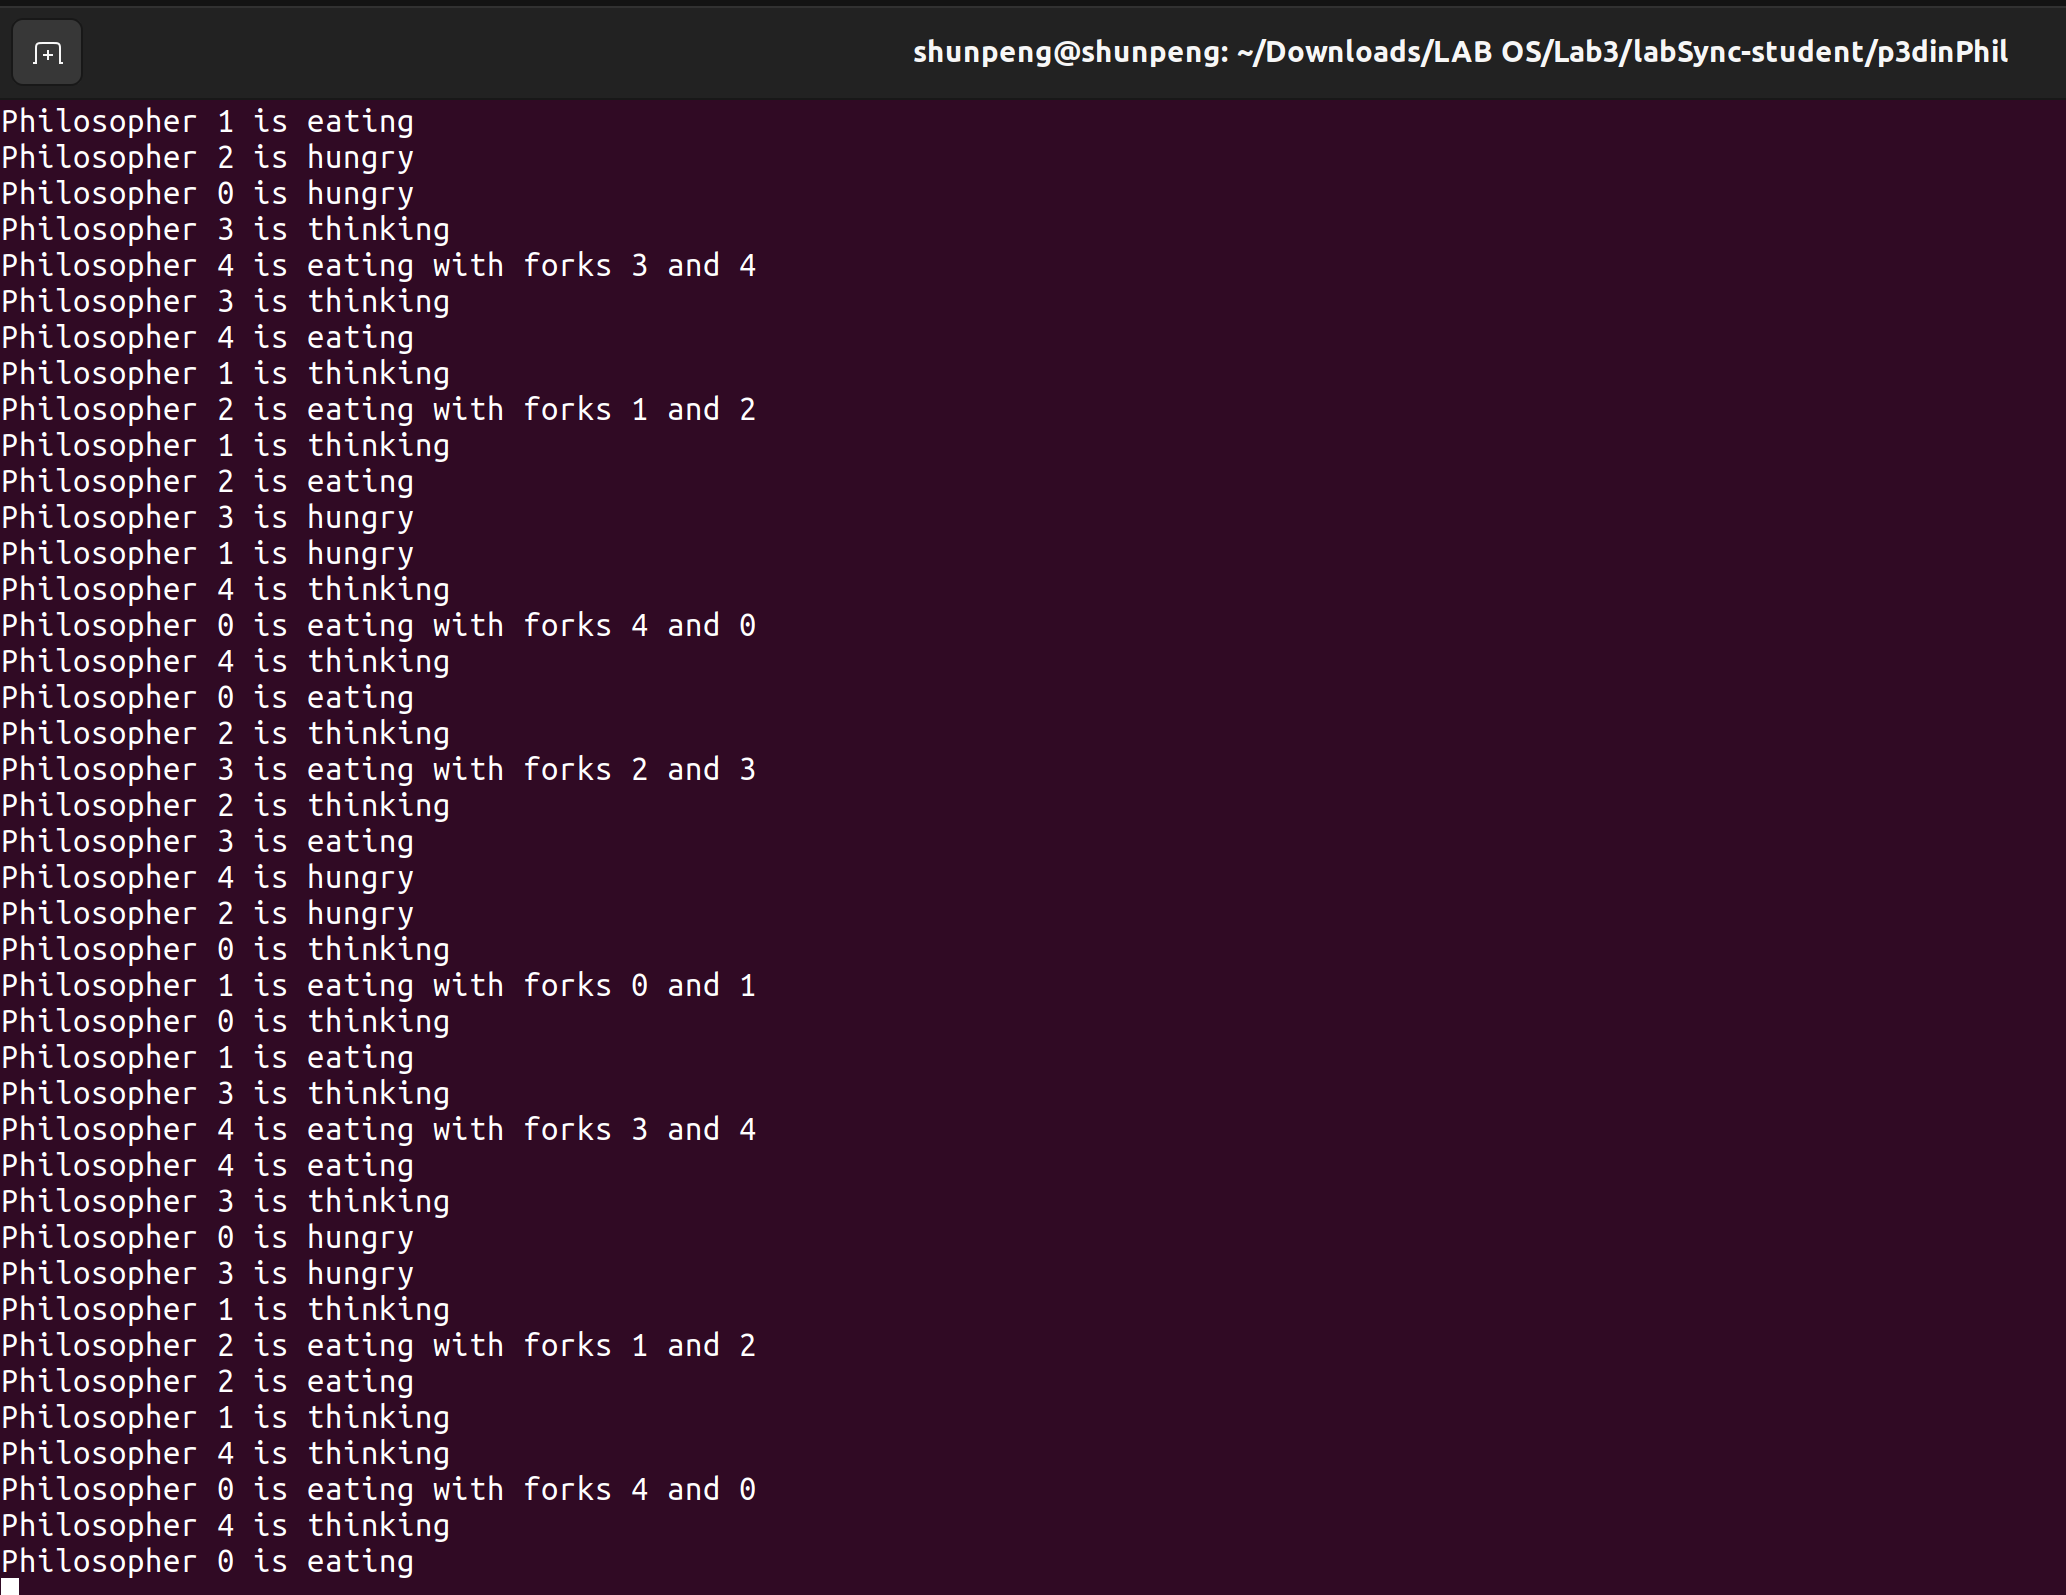 shunpeng@shunpeng: ~/Downloads/LAB OS/Lab3/labSync-student/p3dinPhil
Philosopher 1 is eating
Philosopher 2 is hungry
Philosopher 0 is hungry
Philosopher 3 is thinking
Philosopher 4 is eating with forks 3 and 4
Philosopher 3 is thinking
Philosopher 4 is eating
Philosopher 1 is thinking
Philosopher 2 is eating with forks 1 and 2
Philosopher 1 is thinking
Philosopher 2 is eating
Philosopher 3 is hungry
Philosopher 1 is hungry
Philosopher 4 is thinking
Philosopher 0 is eating with forks 4 and 0
Philosopher 4 is thinking
Philosopher 0 is eating
Philosopher 2 is thinking
Philosopher 3 is eating with forks 2 and 3
Philosopher 2 is thinking
Philosopher 3 is eating
Philosopher 4 is hungry
Philosopher 2 is hungry
Philosopher 0 is thinking
Philosopher 1 is eating with forks 0 and 1
Philosopher 0 is thinking
Philosopher 1 is eating
Philosopher 3 is thinking
Philosopher 4 is eating with forks 3 and 4
Philosopher 4 is eating
Philosopher 3 is thinking
Philosopher 0 is hungry
Philosopher 3 is hungry
Philosopher 1 is thinking
Philosopher 2 is eating with forks 1 and 2
Philosopher 2 is eating
Philosopher 1 is thinking
Philosopher 4 is thinking
Philosopher 0 is eating with forks 4 and 0
Philosopher 4 is thinking
Philosopher 0 is eating